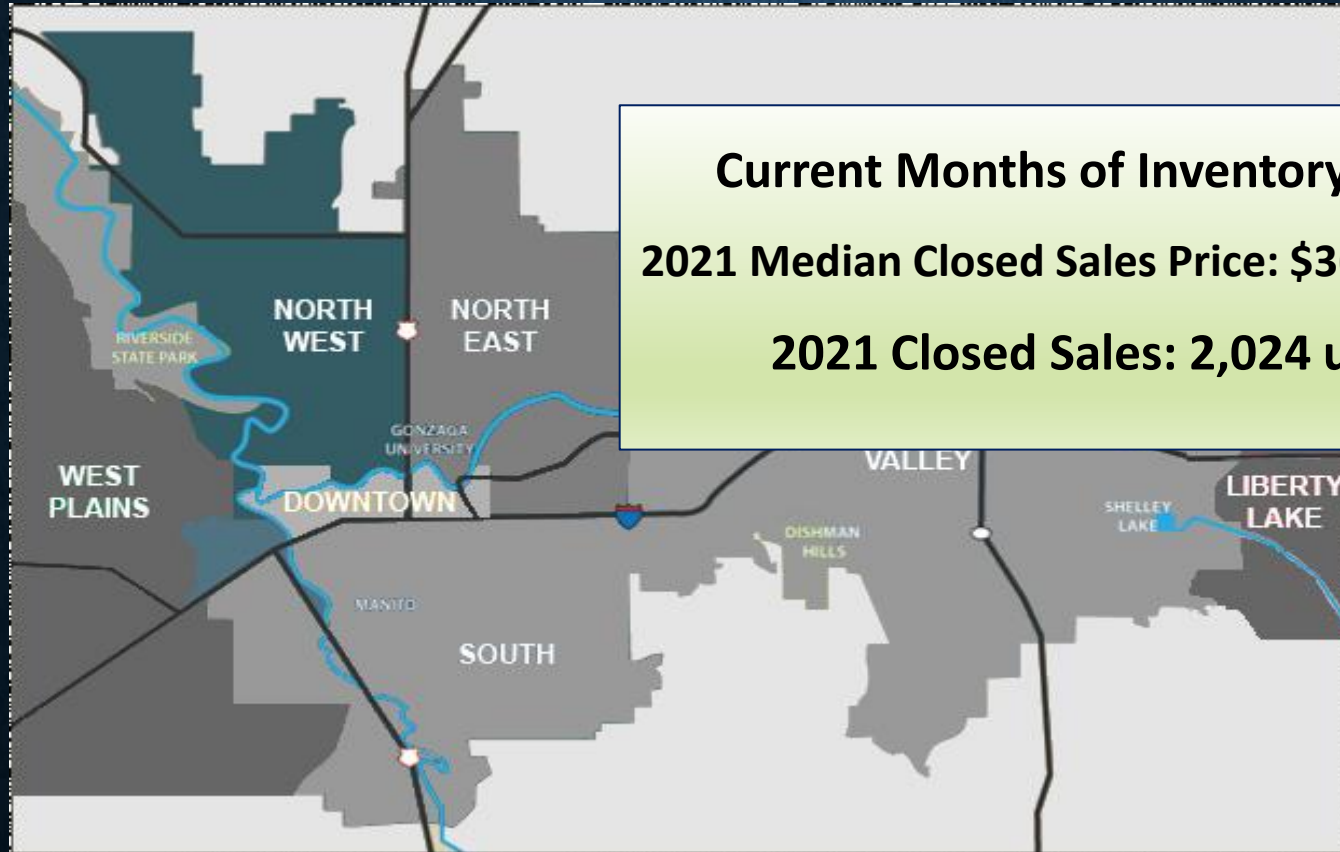 Current Months of Inventory
2021 Median Closed Sales Price: $3
2021 Closed Sales: 2,024 u
NORTH
WEST
NORTH
EAST
RIVERSIDE
STATE PARK
GONZAGA
UNIVERSITY
WEST
PLAINS
DOWNTOWN
VALLEY
LIBERTY
LAKE
SHELLEY
LAKE
DISHMAN
HILLS
MANITO
SOUTH